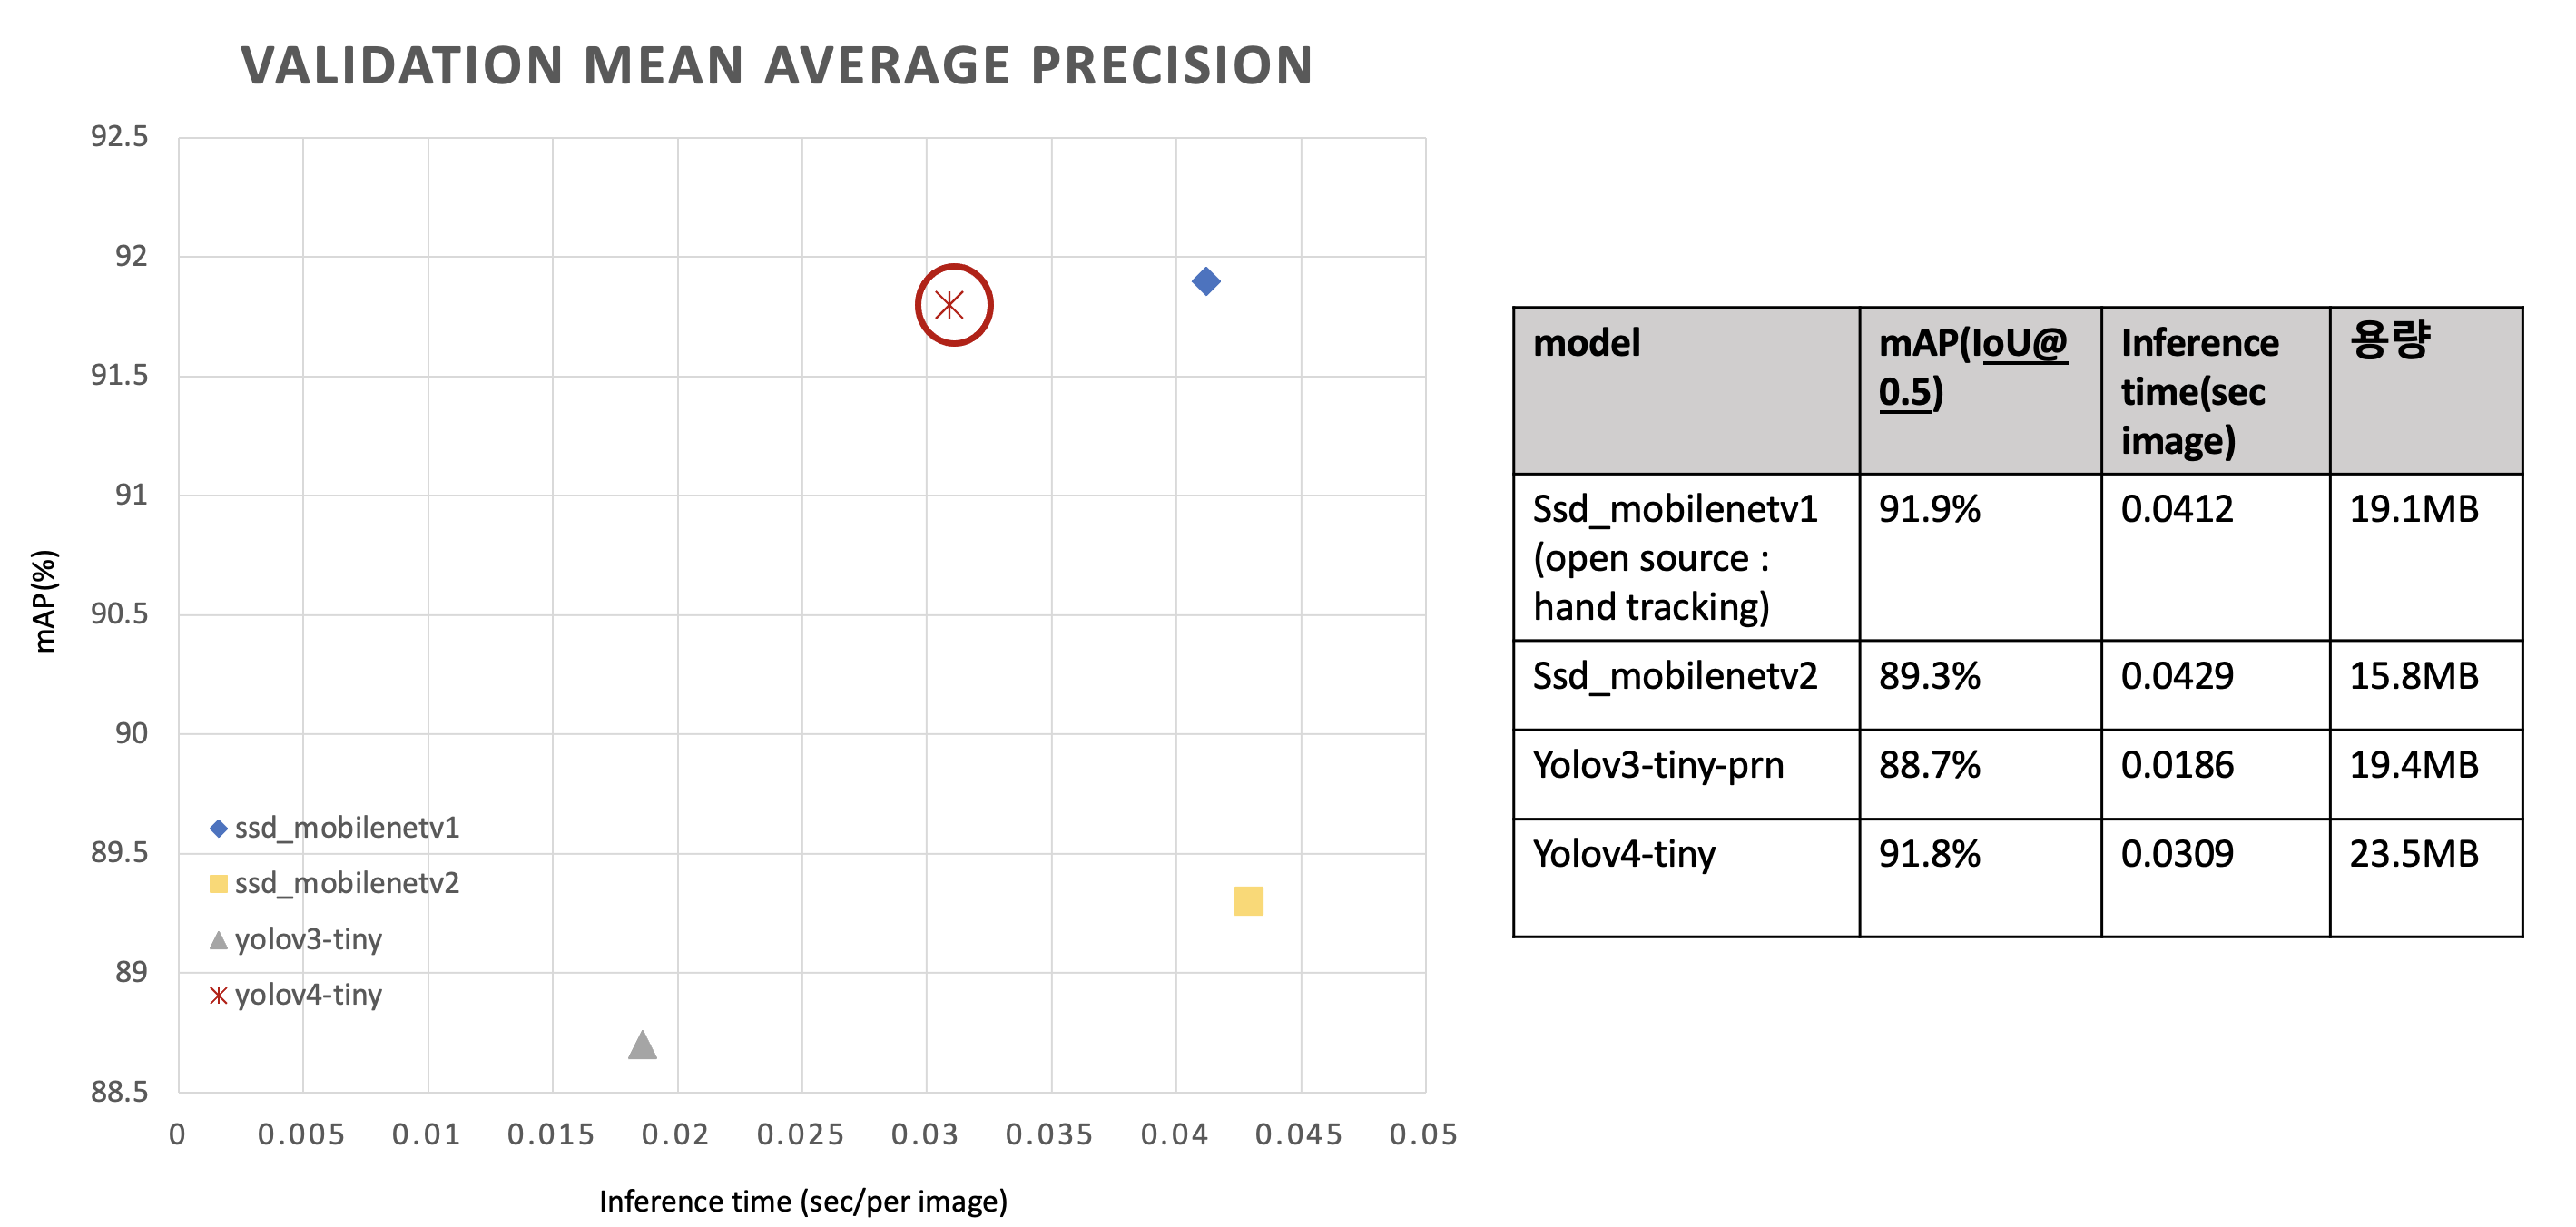 VALIDATION MEAN AVERAGE PRECISION
92.5
92
91.5
91
90.5
90
89.5
89
88.5
mAP(%)
ssd_mobilenetv1
ssd_mobilenetv2
yolov3-tiny
yolov4-tiny
0 0.005 0.01 0.015 0.02 0.025 0.03 0.035 0.04 0.045 0.05
Inference time (sec/per image)
model mAP(IoU@ Inference 용량
0.5) time(sec
image)
Ssd_mobilenetv1 91.9% 0.0412 19.1MB
(open source :
hand tracking)
Ssd_mobilenetv2 89.3% 0.0429 15.8MB
Yolov3-tiny-prn 88.7% 0.0186 19.4MB
Yolov4-tiny 91.8% 0.0309 23.5MB